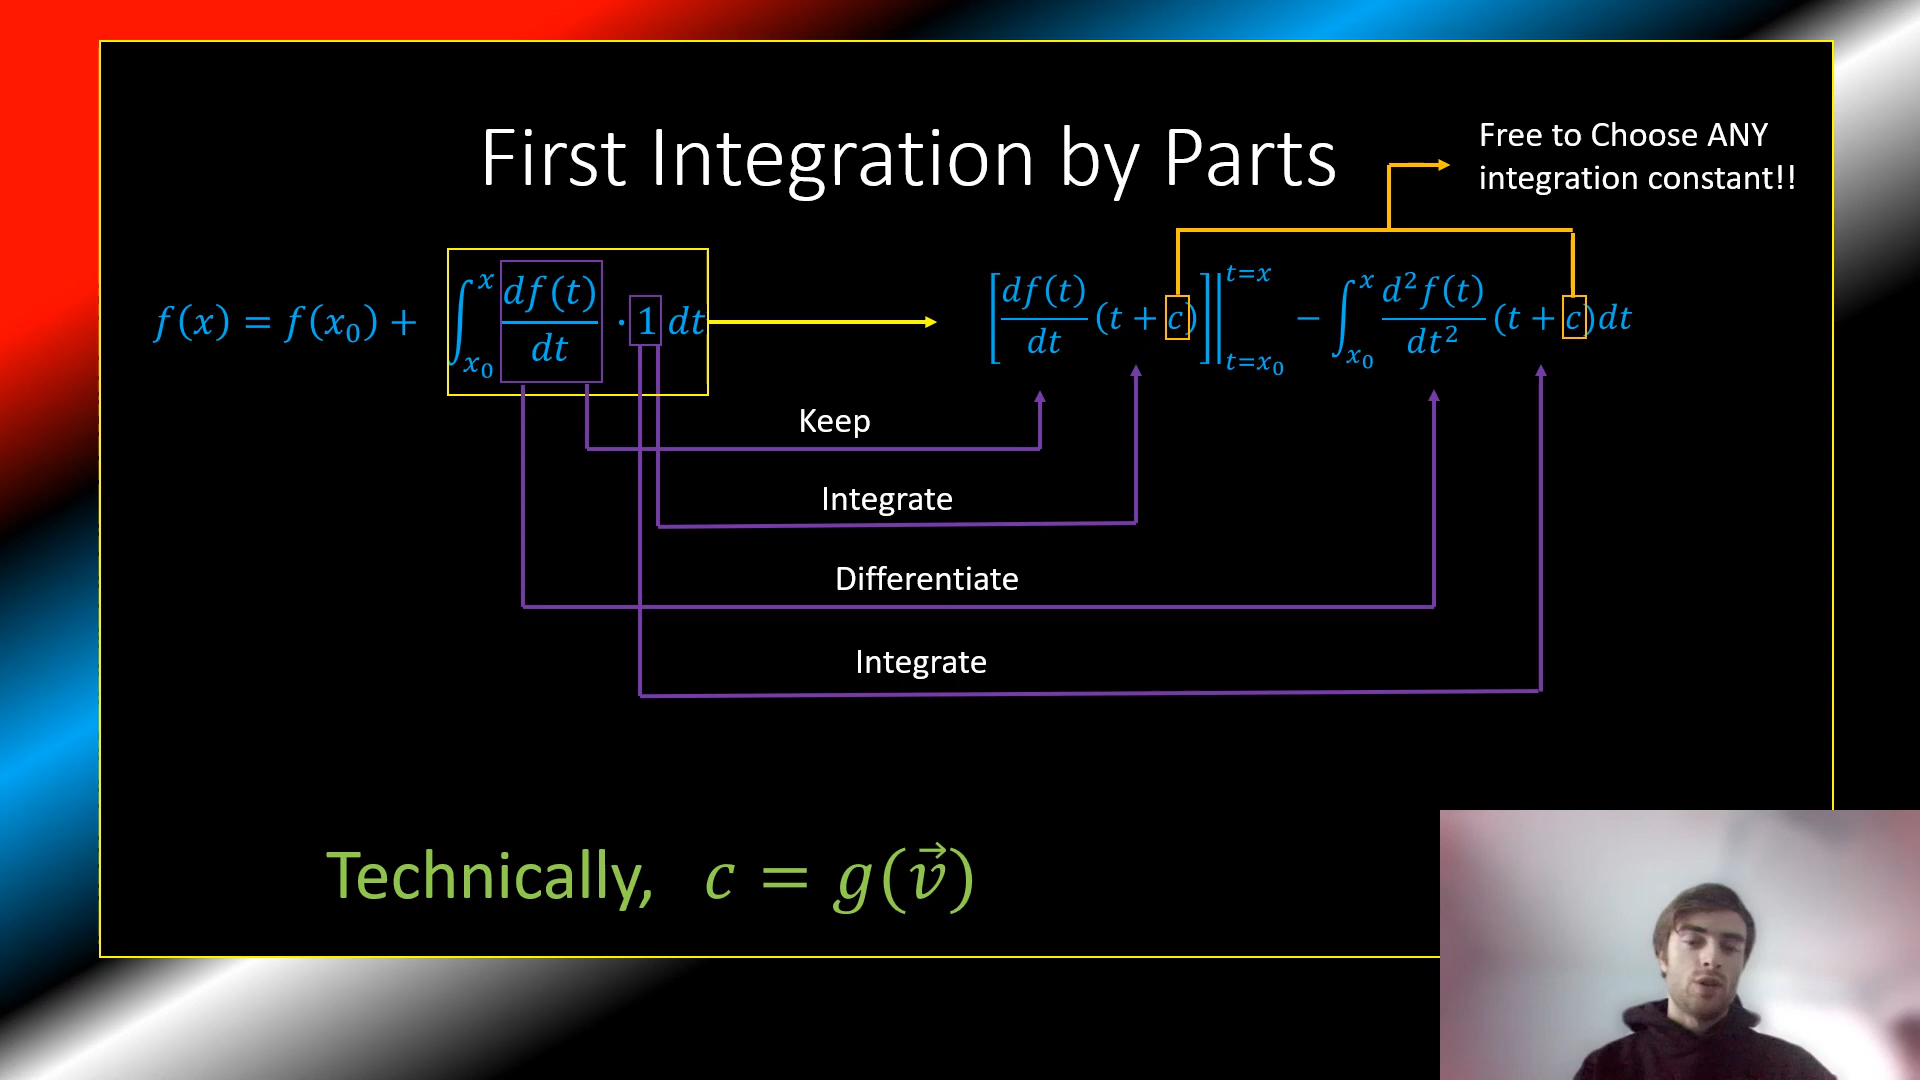 First Integration by Parts
Free to Choose ANY
integration constant!!
f(x) = f(x₀) + ∫_{x₀}^{x} df(t)/dt · 1 dt
[df(t)/dt (t + c)]|_{t=x₀}^{t=x} − ∫_{x₀}^{x} d²f(t)/dt² (t + c)dt
Keep
Integrate
Differentiate
Integrate
Technically, c = g(v⃗)